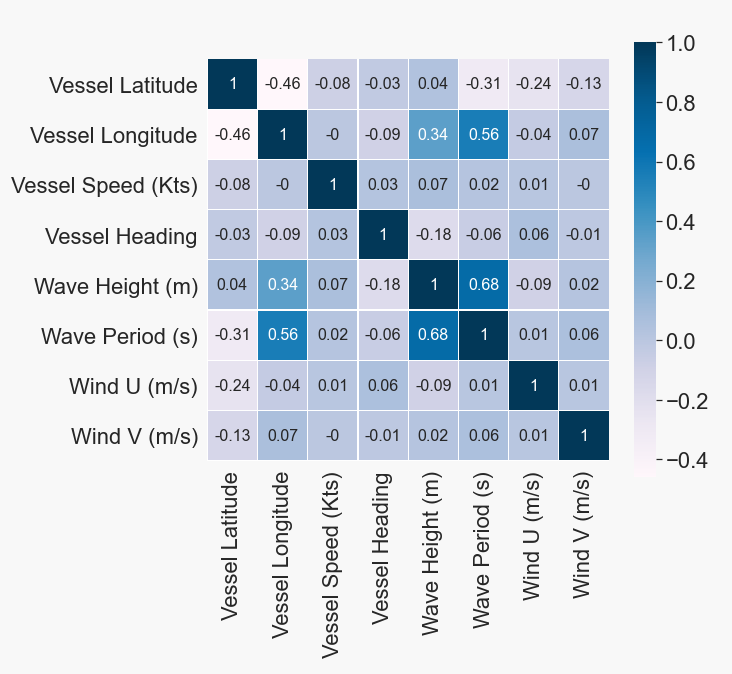 1.0
Vessel Latitude 1 -0.46 -0.08 -0.03 0.04 -0.31 -0.24 -0.13
0.8
Vessel Longitude -0.46 1 -0 -0.09 0.34 0.56 -0.04 0.07
0.6
Vessel Speed (Kts) -0.08 -0 1 0.03 0.07 0.02 0.01 -0
0.4
Vessel Heading -0.03 -0.09 0.03 1 -0.18 -0.06 0.06 -0.01
0.2
Wave Height (m) 0.04 0.34 0.07 -0.18 1 0.68 -0.09 0.02
0.0
Wave Period (s) -0.31 0.56 0.02 -0.06 0.68 1 0.01 0.06
−0.2
Wind U (m/s) -0.24 -0.04 0.01 0.06 -0.09 0.01 1 0.01
Wind V (m/s) -0.13 0.07 -0 -0.01 0.02 0.06 0.01 1
−0.4
Vessel Latitude
Vessel Longitude
Vessel Speed (Kts)
Vessel Heading
Wave Height (m)
Wave Period (s)
Wind U (m/s)
Wind V (m/s)